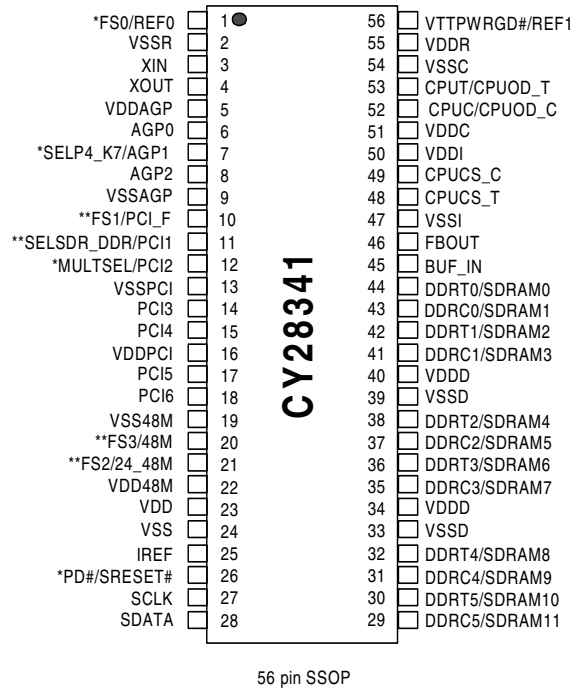 *FS0/REF0 1 56 VTTPWRGD#/REF1
VSSR 2 55 VDDR
XIN 3 54 VSSC
XOUT 4 53 CPUT/CPUOD_T
VDDAGP 5 52 CPUC/CPUOD_C
AGP0 6 51 VDDC
*SELP4_K7/AGP1 7 50 VDDI
AGP2 8 49 CPUCS_C
VSSAGP 9 48 CPUCS_T
**FS1/PCI_F 10 47 VSSI
**SELSDR_DDR/PCI1 11 46 FBOUT
*MULTSEL/PCI2 12 45 BUF_IN
VSSPCI 13 44 DDRT0/SDRAM0
PCI3 14 43 DDRC0/SDRAM1
PCI4 15 42 DDRT1/SDRAM2
VDDPCI 16 41 DDRC1/SDRAM3
PCI5 17 40 VDDD
PCI6 18 39 VSSD
VSS48M 19 38 DDRT2/SDRAM4
**FS3/48M 20 37 DDRC2/SDRAM5
**FS2/24_48M 21 36 DDRT3/SDRAM6
VDD48M 22 35 DDRC3/SDRAM7
VDD 23 34 VDDD
VSS 24 33 VSSD
IREF 25 32 DDRT4/SDRAM8
*PD#/SRESET# 26 31 DDRC4/SDRAM9
SCLK 27 30 DDRT5/SDRAM10
SDATA 28 29 DDRC5/SDRAM11
CY28341
56 pin SSOP